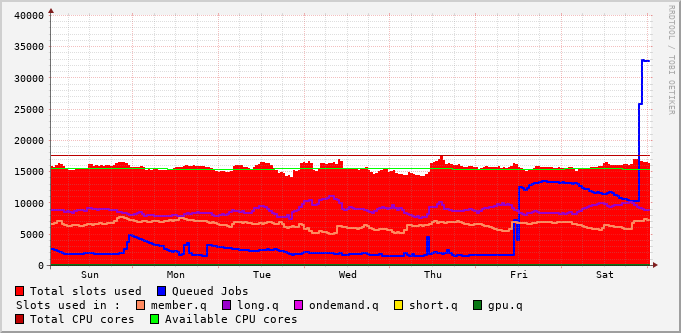 40000
35000
30000
25000
20000
15000
10000
5000
0
Sun Mon Tue Wed Thu Fri Sat
RRDTOOL / TOBI OETIKER
Total slots used Queued Jobs
Slots used in : member.q long.q ondemand.q short.q gpu.q
Total CPU cores Available CPU cores